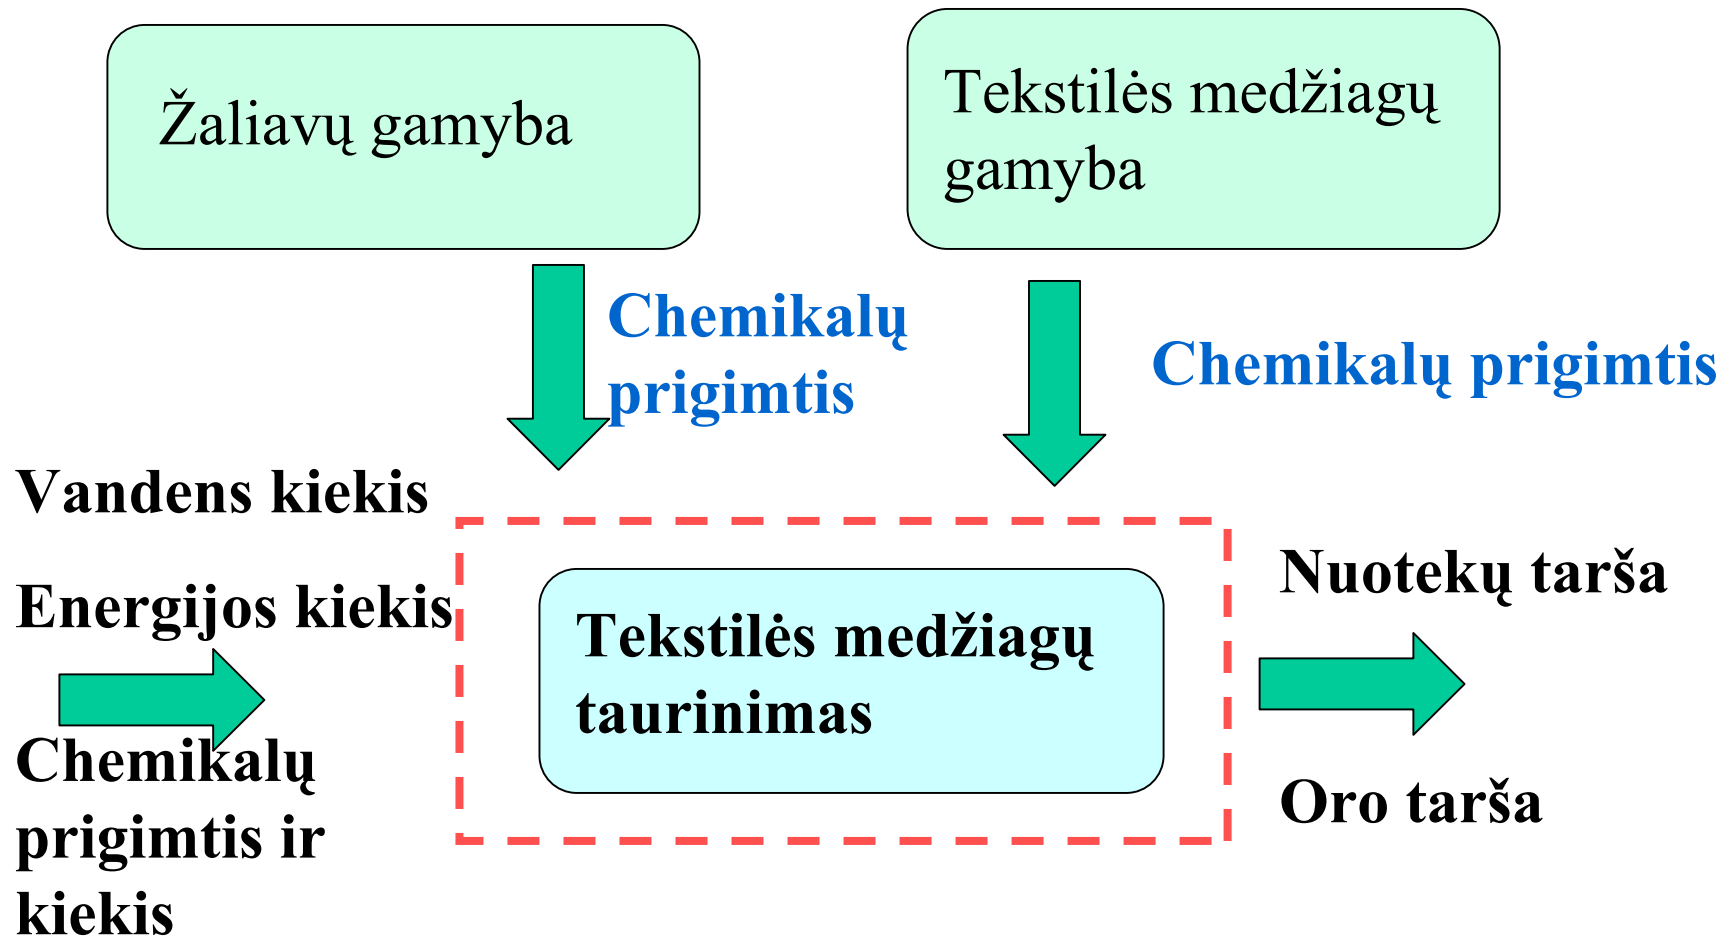 Žaliavų gamyba
Tekstilės medžiagų
gamyba
Chemikalų
prigimtis
Chemikalų prigimtis
Vandens kiekis
Energijos kiekis
Chemikalų
prigimtis ir
kiekis
Tekstilės medžiagų
taurinimas
Nuotekų tarša
Oro tarša